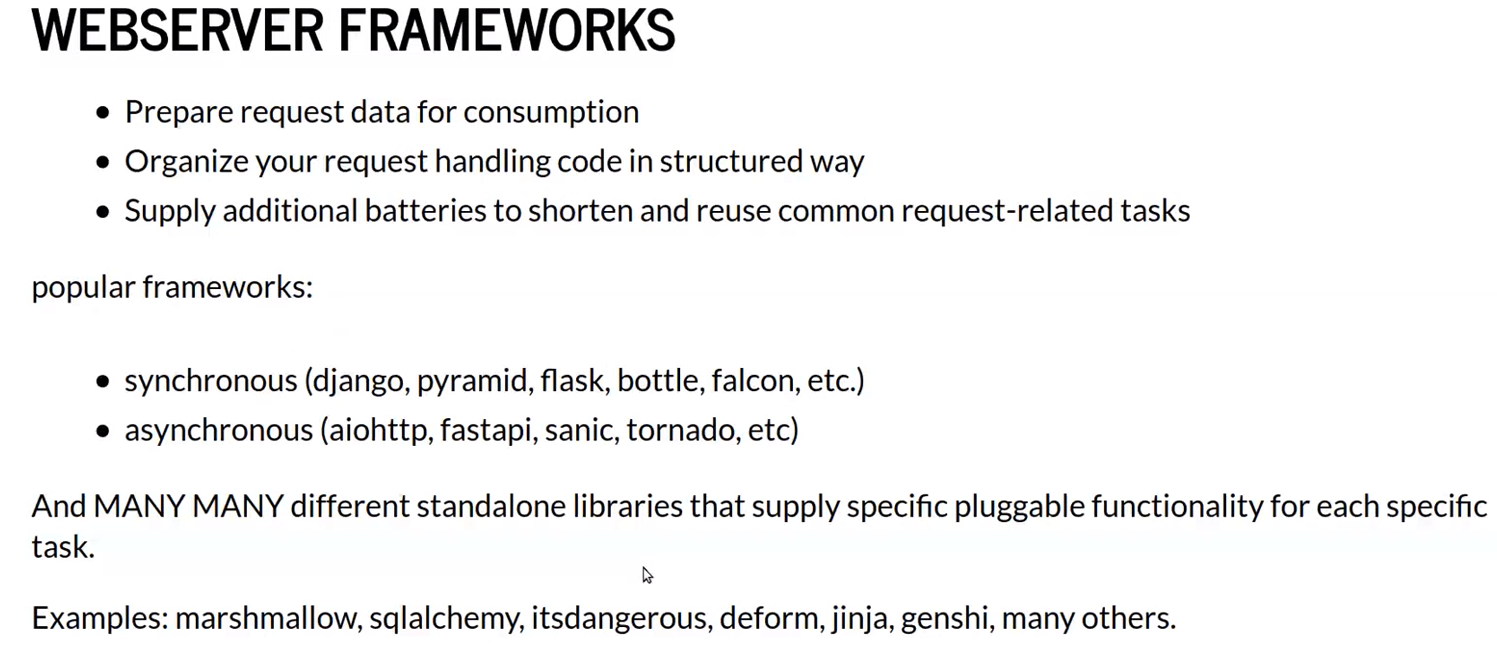 WEBSERVER FRAMEWORKS
• Prepare request data for consumption
• Organize your request handling code in structured way
• Supply additional batteries to shorten and reuse common request-related tasks
popular frameworks:
• synchronous (django, pyramid, flask, bottle, falcon, etc.)
• asynchronous (aiohttp, fastapi, sanic, tornado, etc)
And MANY MANY different standalone libraries that supply specific pluggable functionality for each specific
task.
Examples: marshmallow, sqlalchemy, itsdangerous, deform, jinja, genshi, many others.